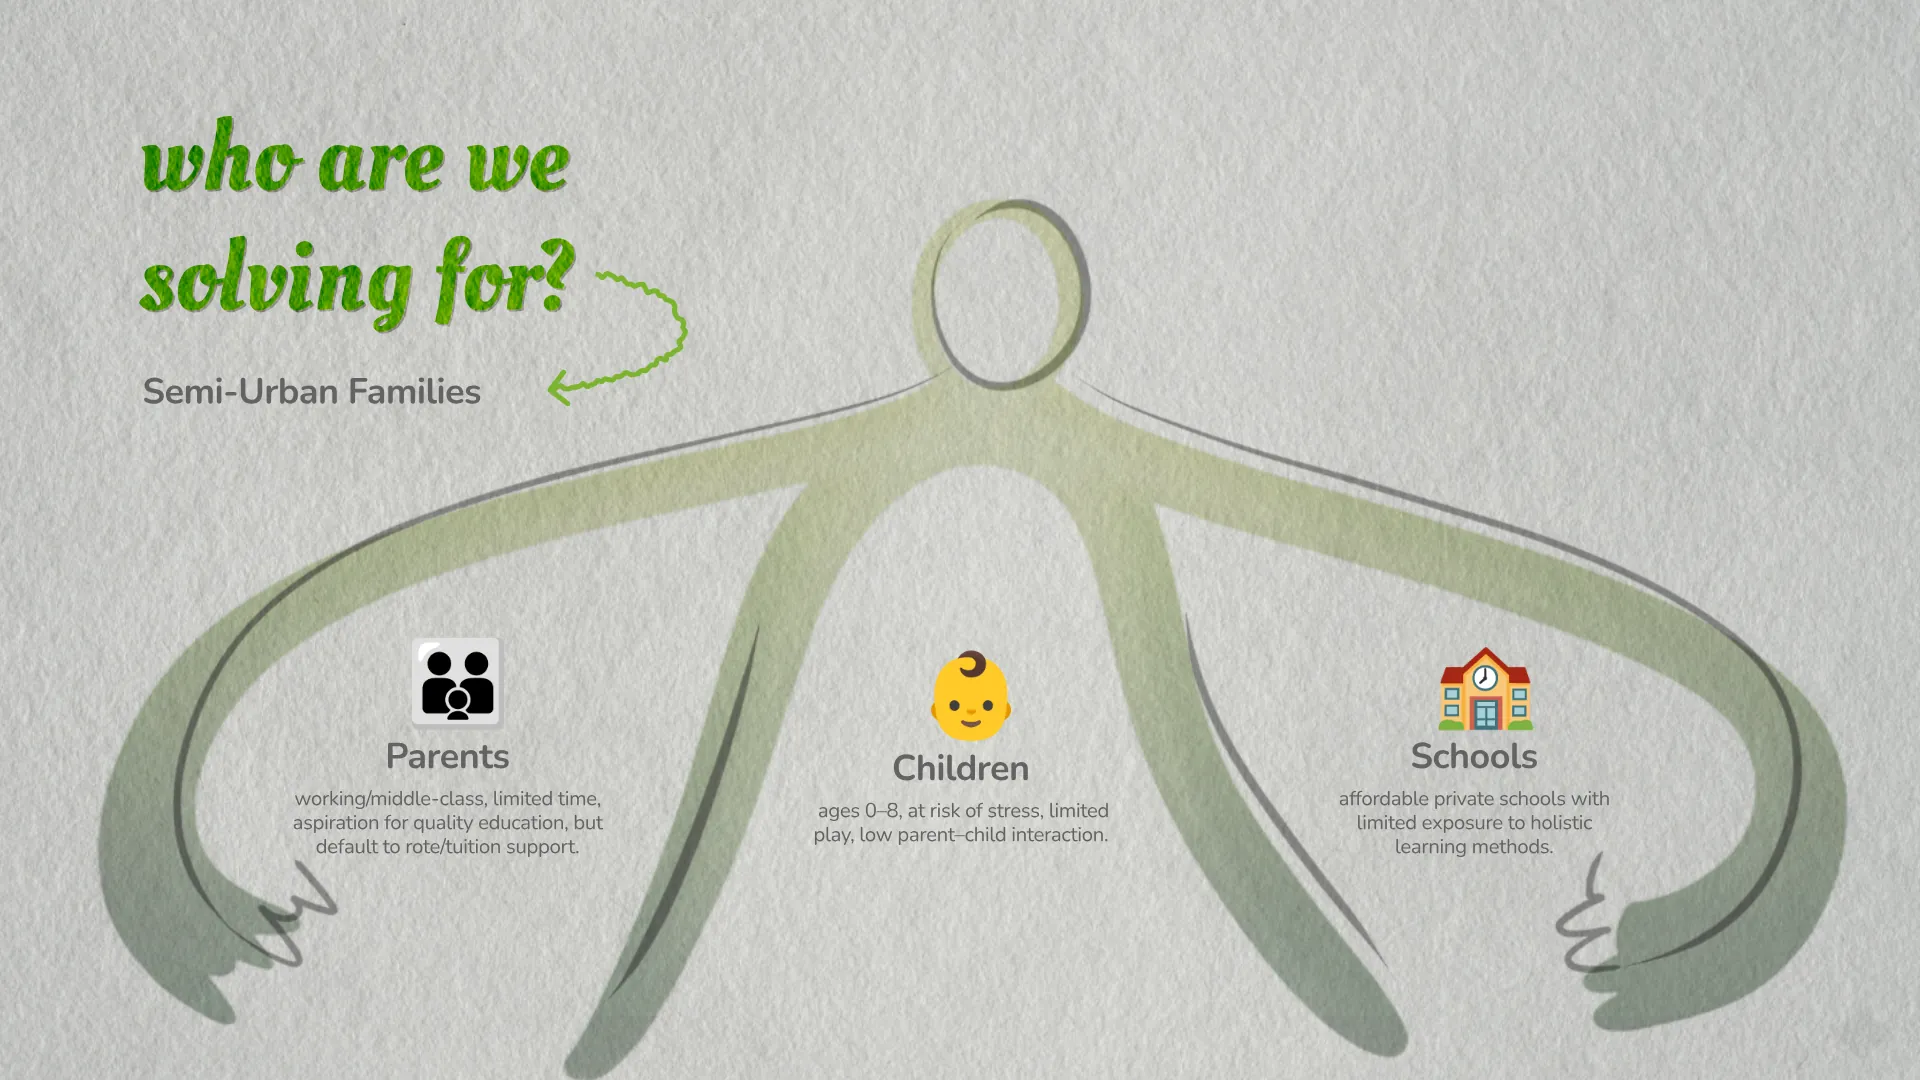 who are we
solving for?
Semi-Urban Families
Parents
working/middle-class, limited time,
aspiration for quality education, but
default to rote/tuition support.
Children
ages 0–8, at risk of stress, limited
play, low parent–child interaction.
Schools
affordable private schools with
limited exposure to holistic
learning methods.